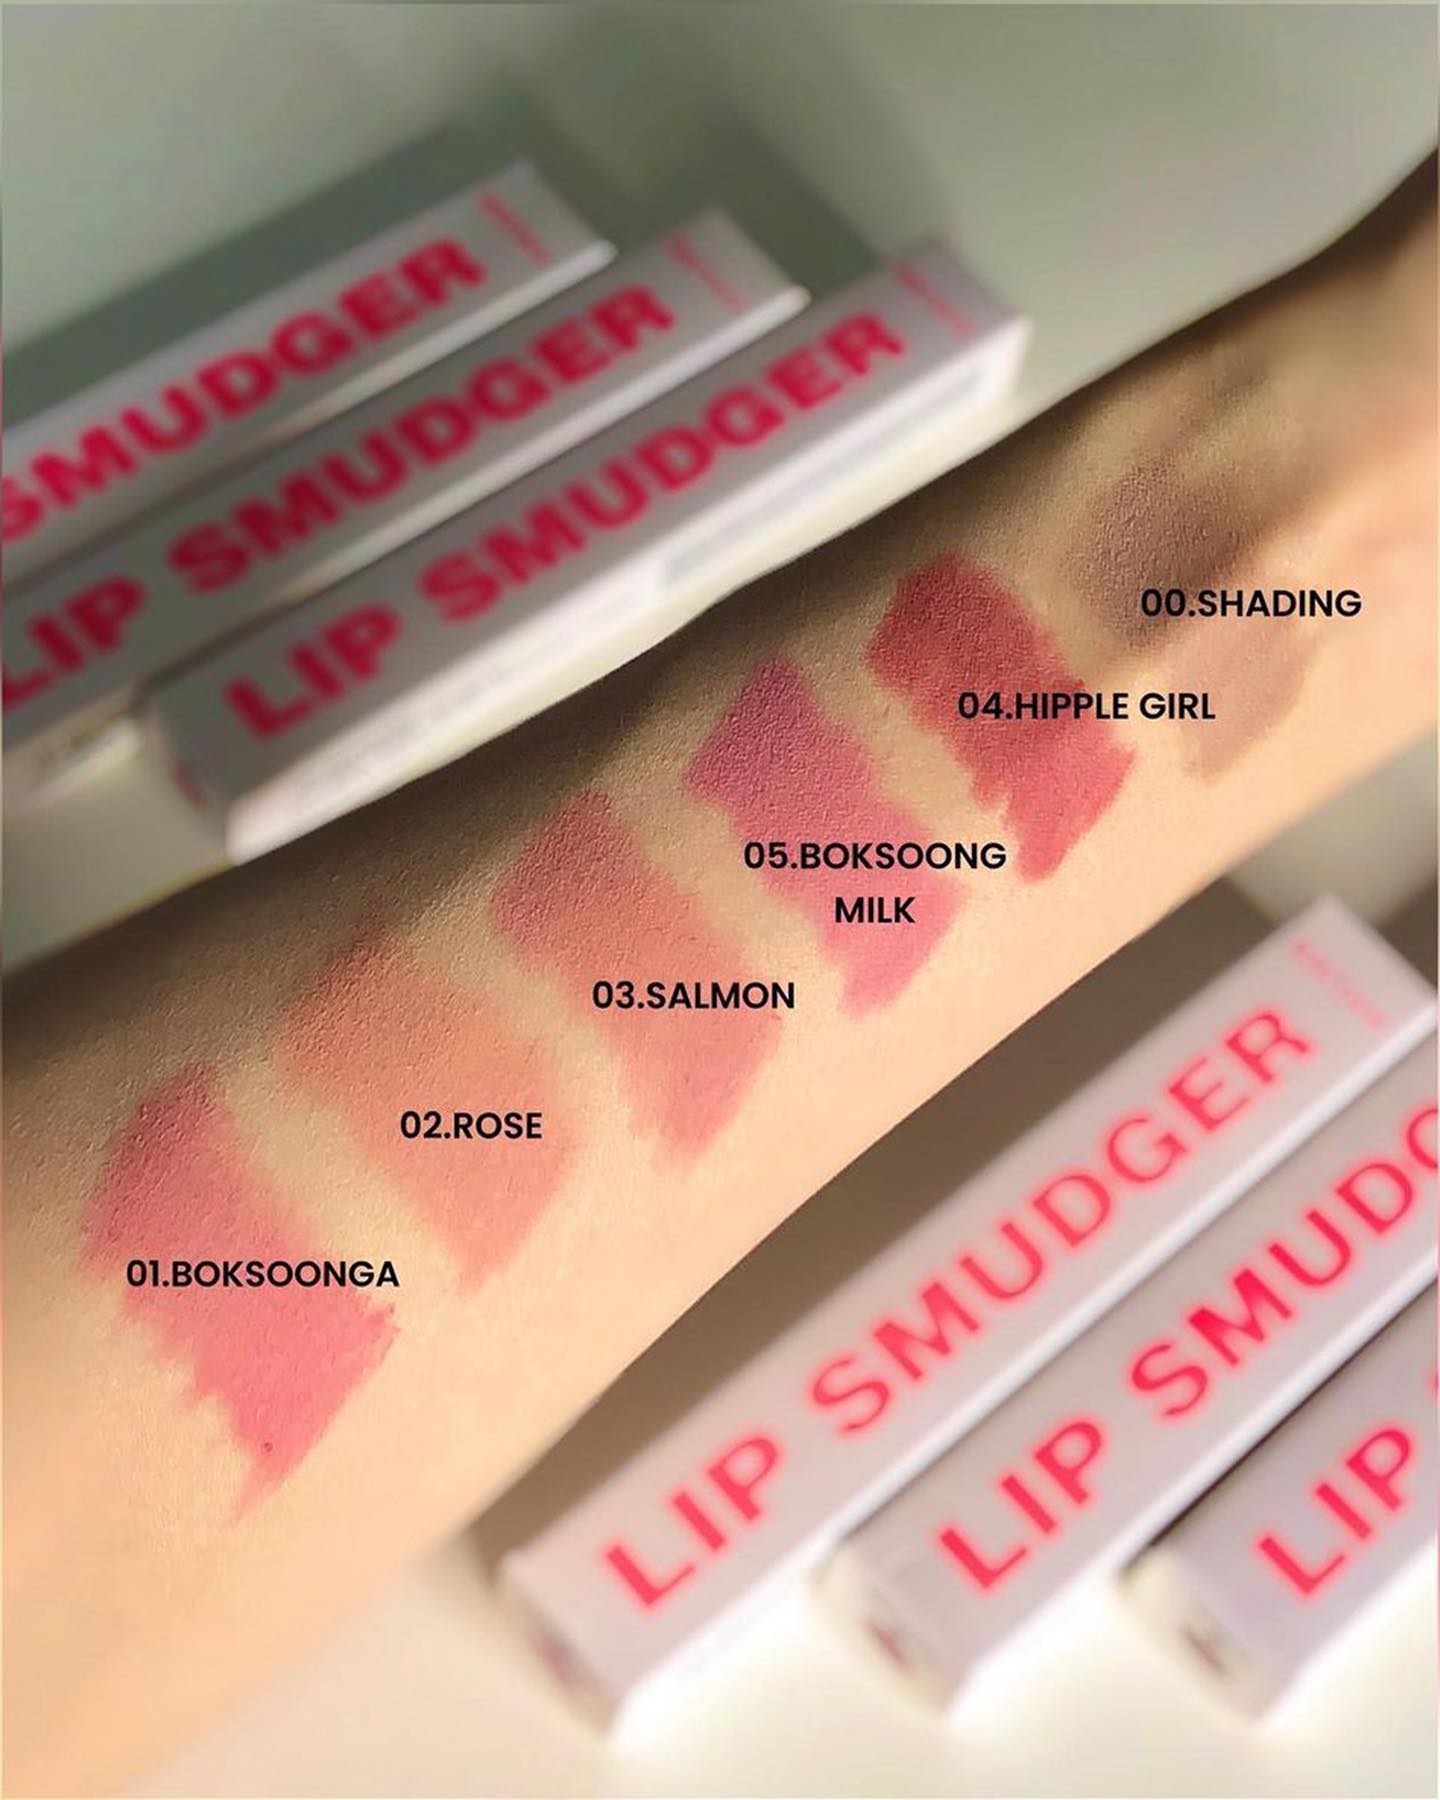 SMUDGER
LIP SMUDGER
LIP SMUDGER
00.SHADING
04.HIPPLE GIRL
05.BOKSOONG
MILK
03.SALMON
02.ROSE
01.BOKSOONGA
LIP SMUDGER
LIP SMUDG
LIP